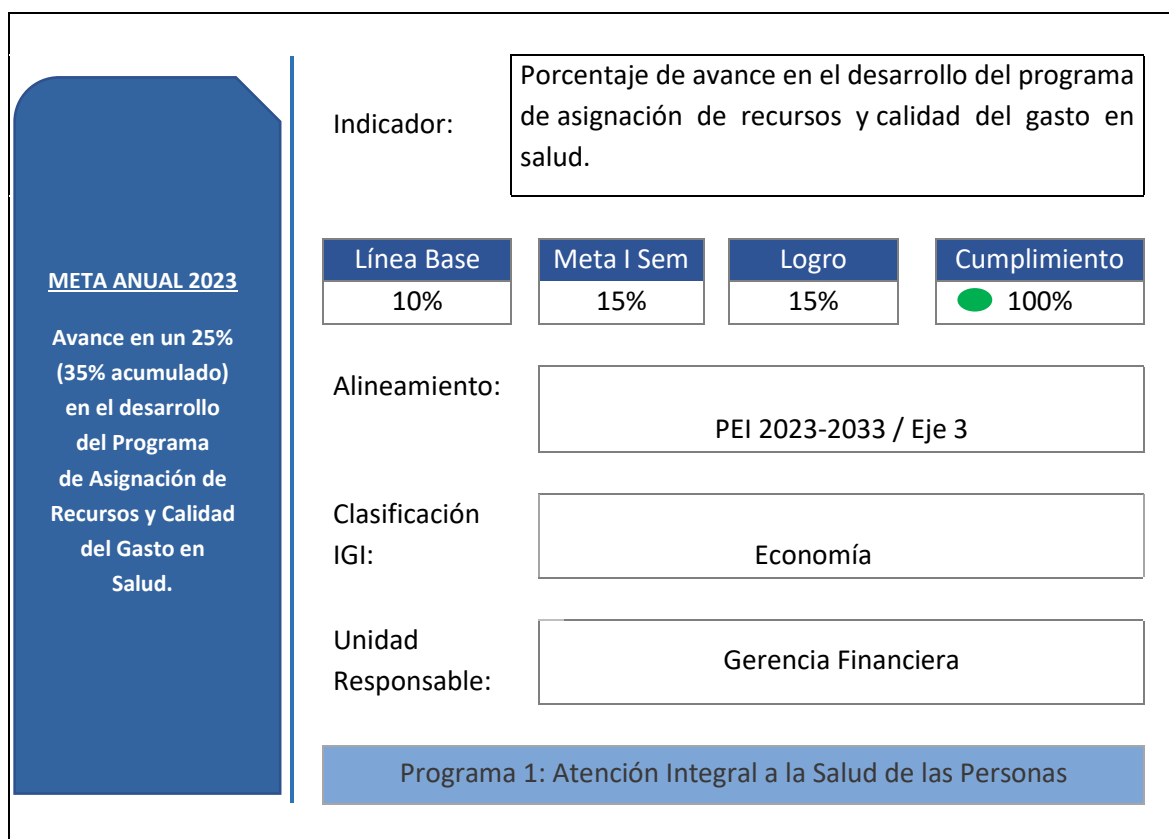 META ANUAL 2023
Avance en un 25%
(35% acumulado)
en el desarrollo
del Programa
de Asignación de
Recursos y Calidad
del Gasto en
Salud.
Indicador:
Porcentaje de avance en el desarrollo del programa
de asignación de recursos y calidad del gasto en
salud.
Línea Base
Meta I Sem
Logro
Cumplimiento
10%
15%
15%
100%
Alineamiento:
PEI 2023-2033 / Eje 3
Clasificación
IGI:
Economía
Unidad
Responsable:
Gerencia Financiera
Programa 1: Atención Integral a la Salud de las Personas